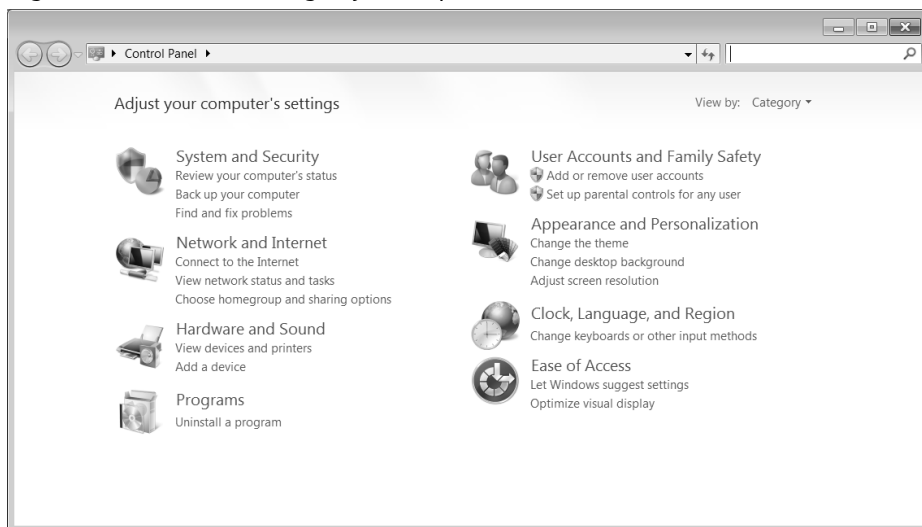 Control Panel
Adjust your computer's settings
View by: Category
System and Security
Review your computer's status
Back up your computer
Find and fix problems
Network and Internet
Connect to the Internet
View network status and tasks
Choose homegroup and sharing options
Hardware and Sound
View devices and printers
Add a device
Programs
Uninstall a program
User Accounts and Family Safety
Add or remove user accounts
Set up parental controls for any user
Appearance and Personalization
Change the theme
Change desktop background
Adjust screen resolution
Clock, Language, and Region
Change keyboards or other input methods
Ease of Access
Let Windows suggest settings
Optimize visual display